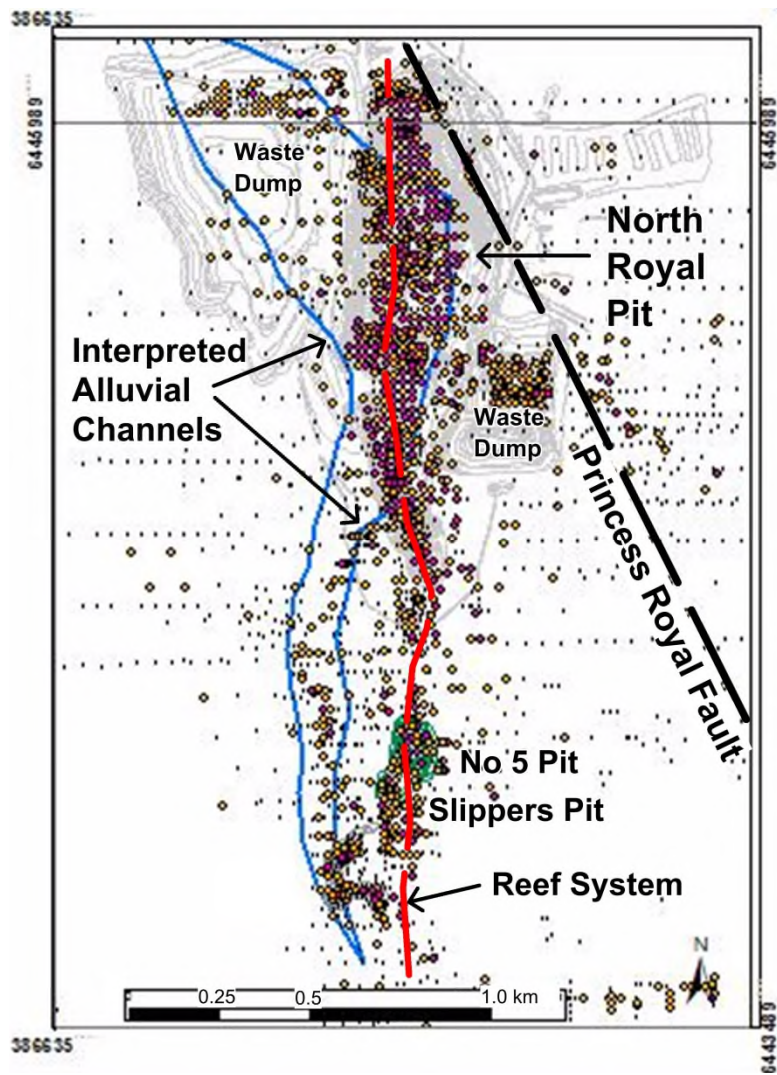 386635
6445989
6445989
Waste
Dump
North
Royal
Pit
Interpreted
Alluvial
Channels
Waste
Dump
Princess Royal Fault
No 5 Pit
Slippers Pit
Reef System
N
0.25
0.5
1.0 km
386635
6443489